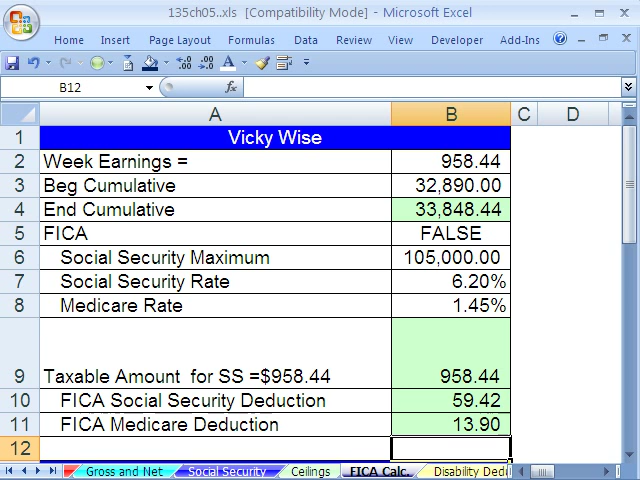 135ch05..xls [Compatibility Mode] - Microsoft Excel
Home Insert Page Layout Formulas Data Review View Developer Add-Ins
B12 fx
A B C D
1 Vicky Wise
2 Week Earnings = 958.44
3 Beg Cumulative 32,890.00
4 End Cumulative 33,848.44
5 FICA FALSE
6 Social Security Maximum 105,000.00
7 Social Security Rate 6.20%
8 Medicare Rate 1.45%
9 Taxable Amount for SS =$958.44 958.44
10 FICA Social Security Deduction 59.42
11 FICA Medicare Deduction 13.90
12
Gross and Net Social Security Ceilings FICA Calc. Disability Dedu